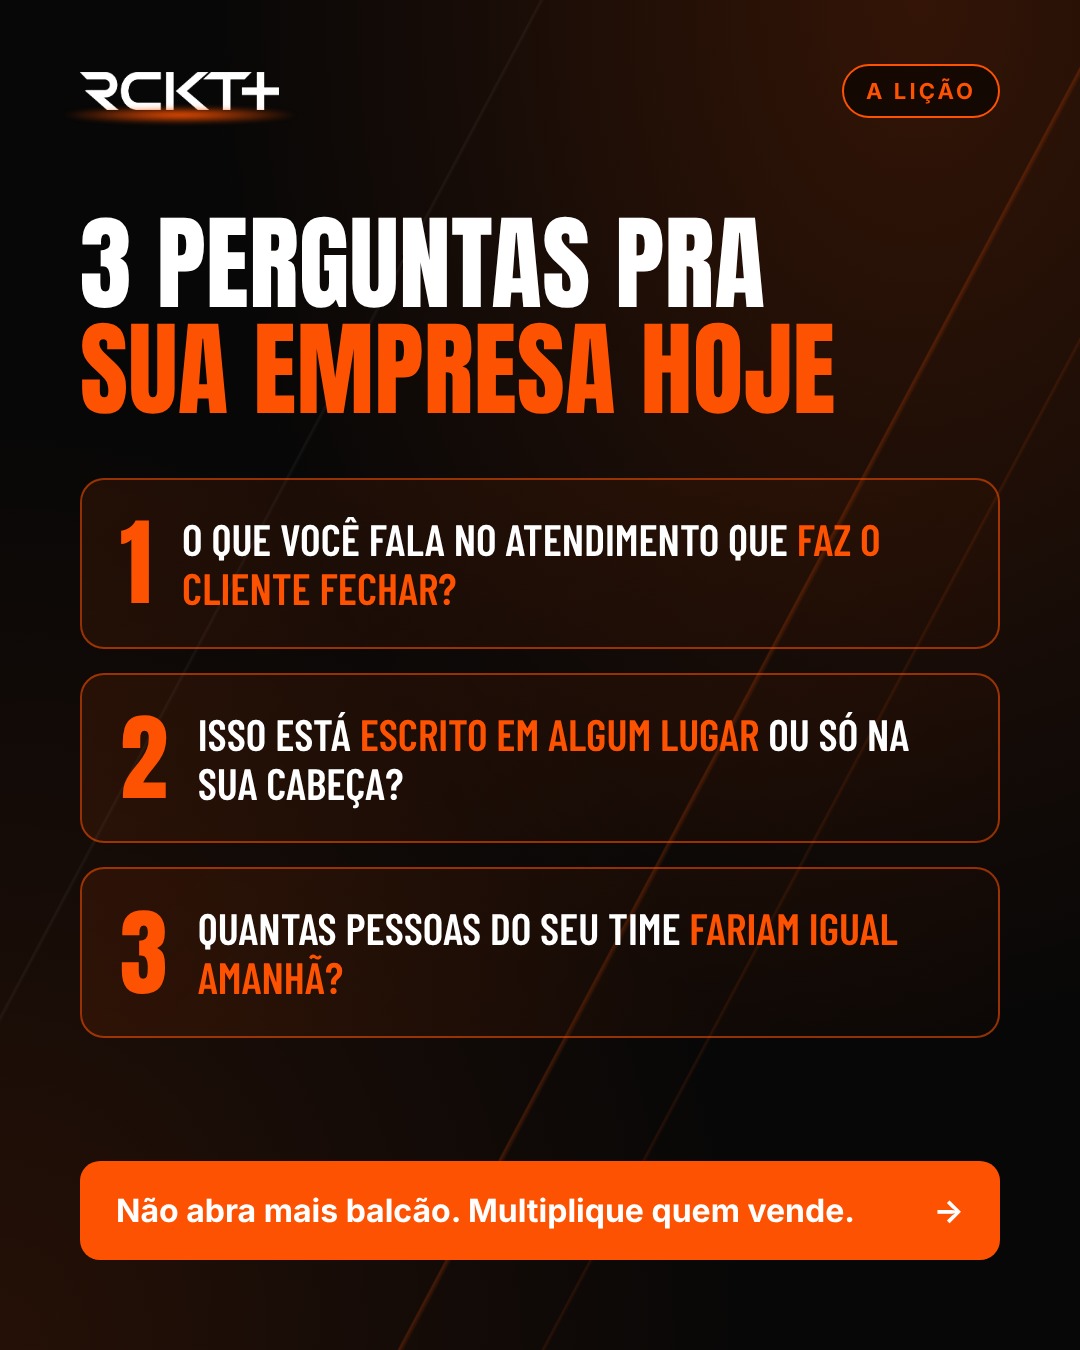 RCKT+
A LIÇÃO
3 PERGUNTAS PRA
SUA EMPRESA HOJE
1
O QUE VOCÊ FALA NO ATENDIMENTO QUE FAZ O
CLIENTE FECHAR?
2
ISSO ESTÁ ESCRITO EM ALGUM LUGAR OU SÓ NA
SUA CABEÇA?
3
QUANTAS PESSOAS DO SEU TIME FARIAM IGUAL
AMANHÃ?
Não abra mais balcão. Multiplique quem vende. →